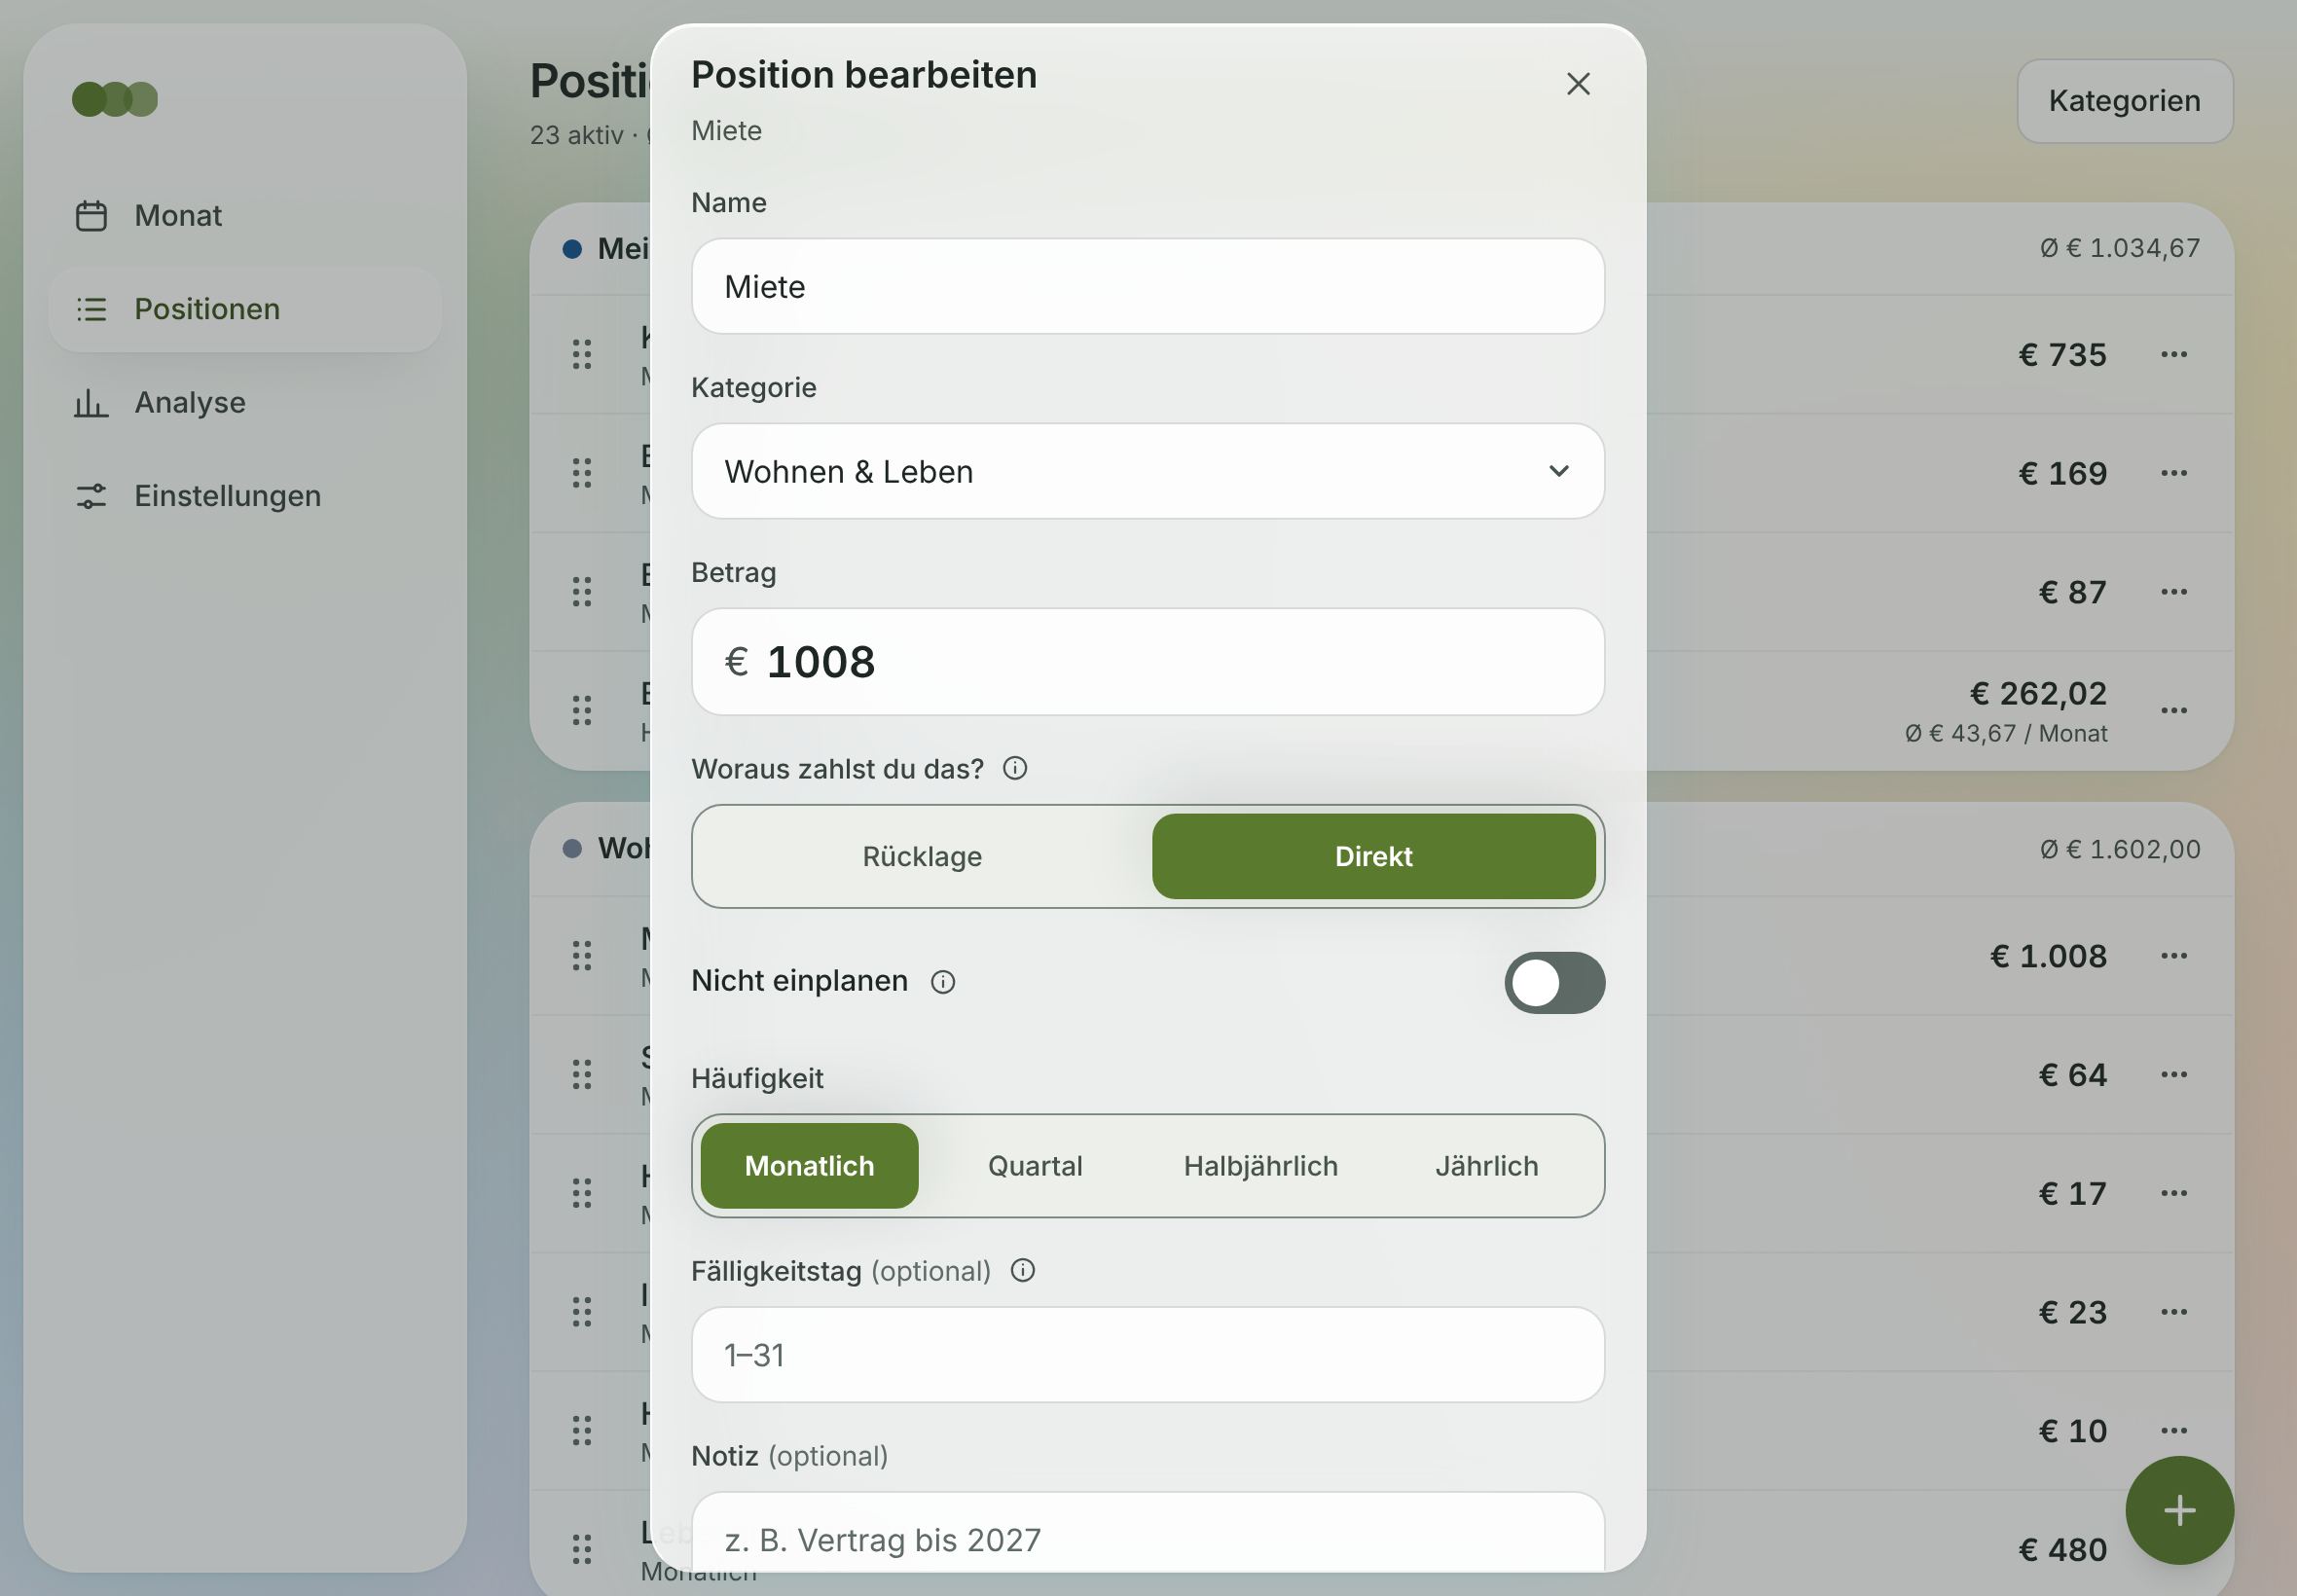 Monat
Positionen
Analyse
Einstellungen
23 aktiv ·
Kategorien
Ø € 1.034,67
€ 735
€ 169
€ 87
€ 262,02
Ø € 43,67 / Monat
Ø € 1.602,00
€ 1.008
€ 64
€ 17
€ 23
€ 10
€ 480
Monatlich
Position bearbeiten
Miete
Name
Miete
Kategorie
Wohnen & Leben
Betrag
€ 1008
Woraus zahlst du das?
Rücklage Direkt
Nicht einplanen
Häufigkeit
Monatlich Quartal Halbjährlich Jährlich
Fälligkeitstag (optional)
1–31
Notiz (optional)
z. B. Vertrag bis 2027